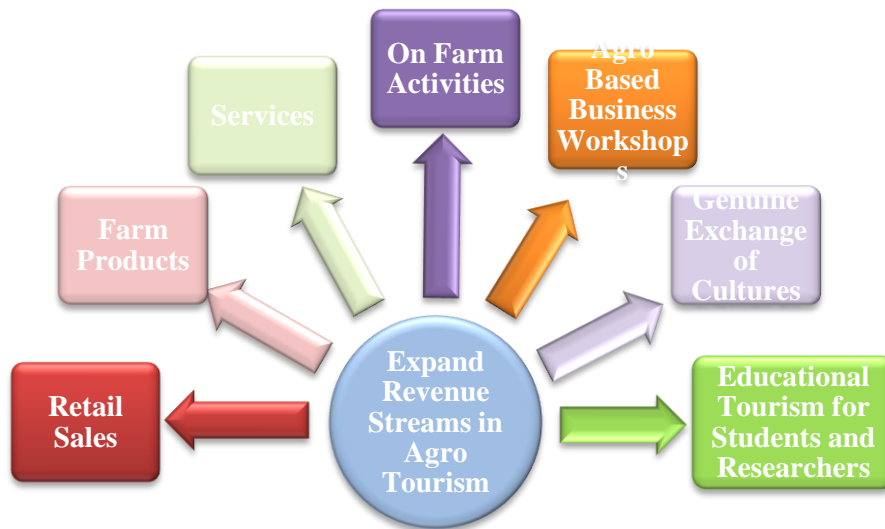 On Farm
Activities
Agro
Based
Business
Workshop
s
Services
Genuine
Exchange
of
Cultures
Farm
Products
Expand
Revenue
Streams in
Agro
Tourism
Retail
Sales
Educational
Tourism for
Students and
Researchers